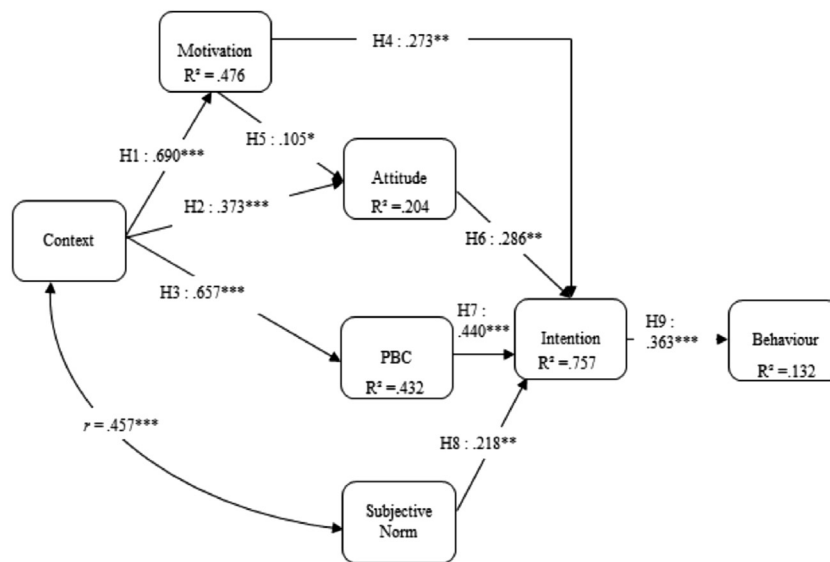 Motivation
R² = .476
H4 : .273**
H5 : .105*
H1 : .690***
Attitude
R² = .204
H2 : .373***
Context
H6 : .286**
H3 : .657***
H7 :
.440***
Intention
R² = .757
H9 :
.363***
Behaviour
R² = .132
PBC
R² = .432
r = .457***
H8 : .218**
Subjective
Norm